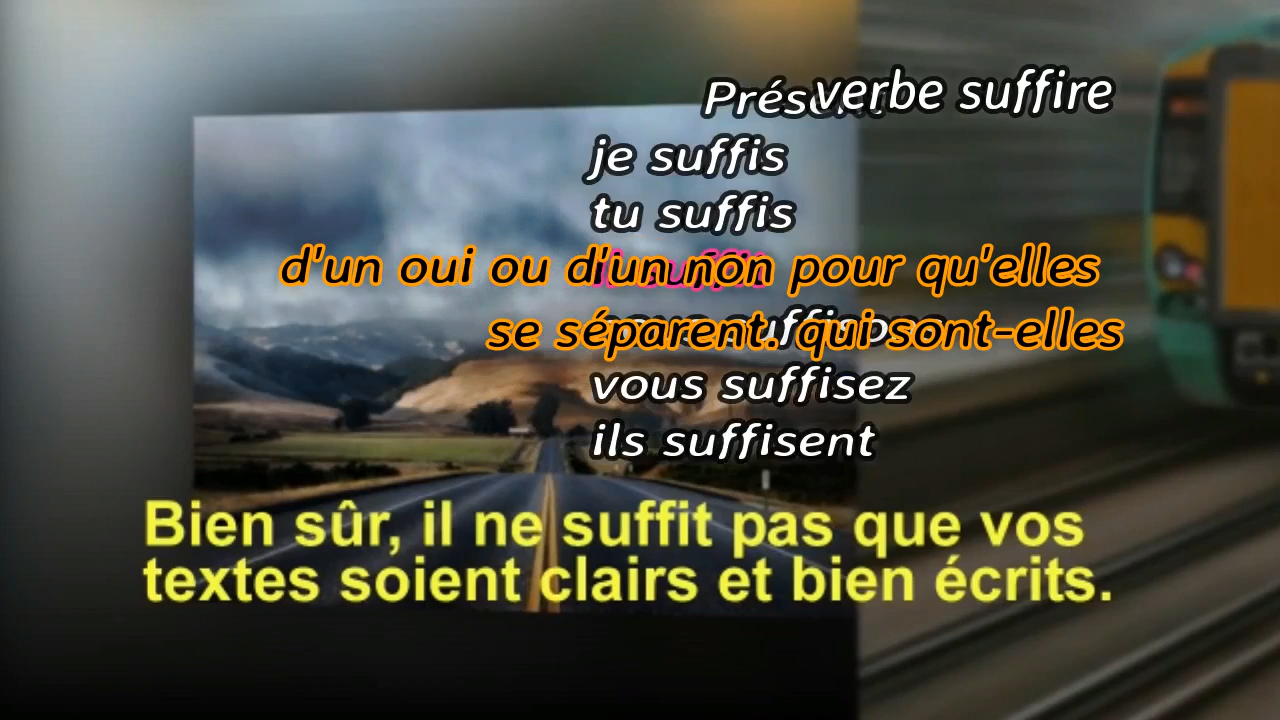 verbe suffire
je suffis
tu suffis
d'un oui ou d'un non pour qu'elles
se séparent. qui sont-elles
vous suffisez
ils suffisent
Bien sûr, il ne suffit pas que vos
textes soient clairs et bien écrits.